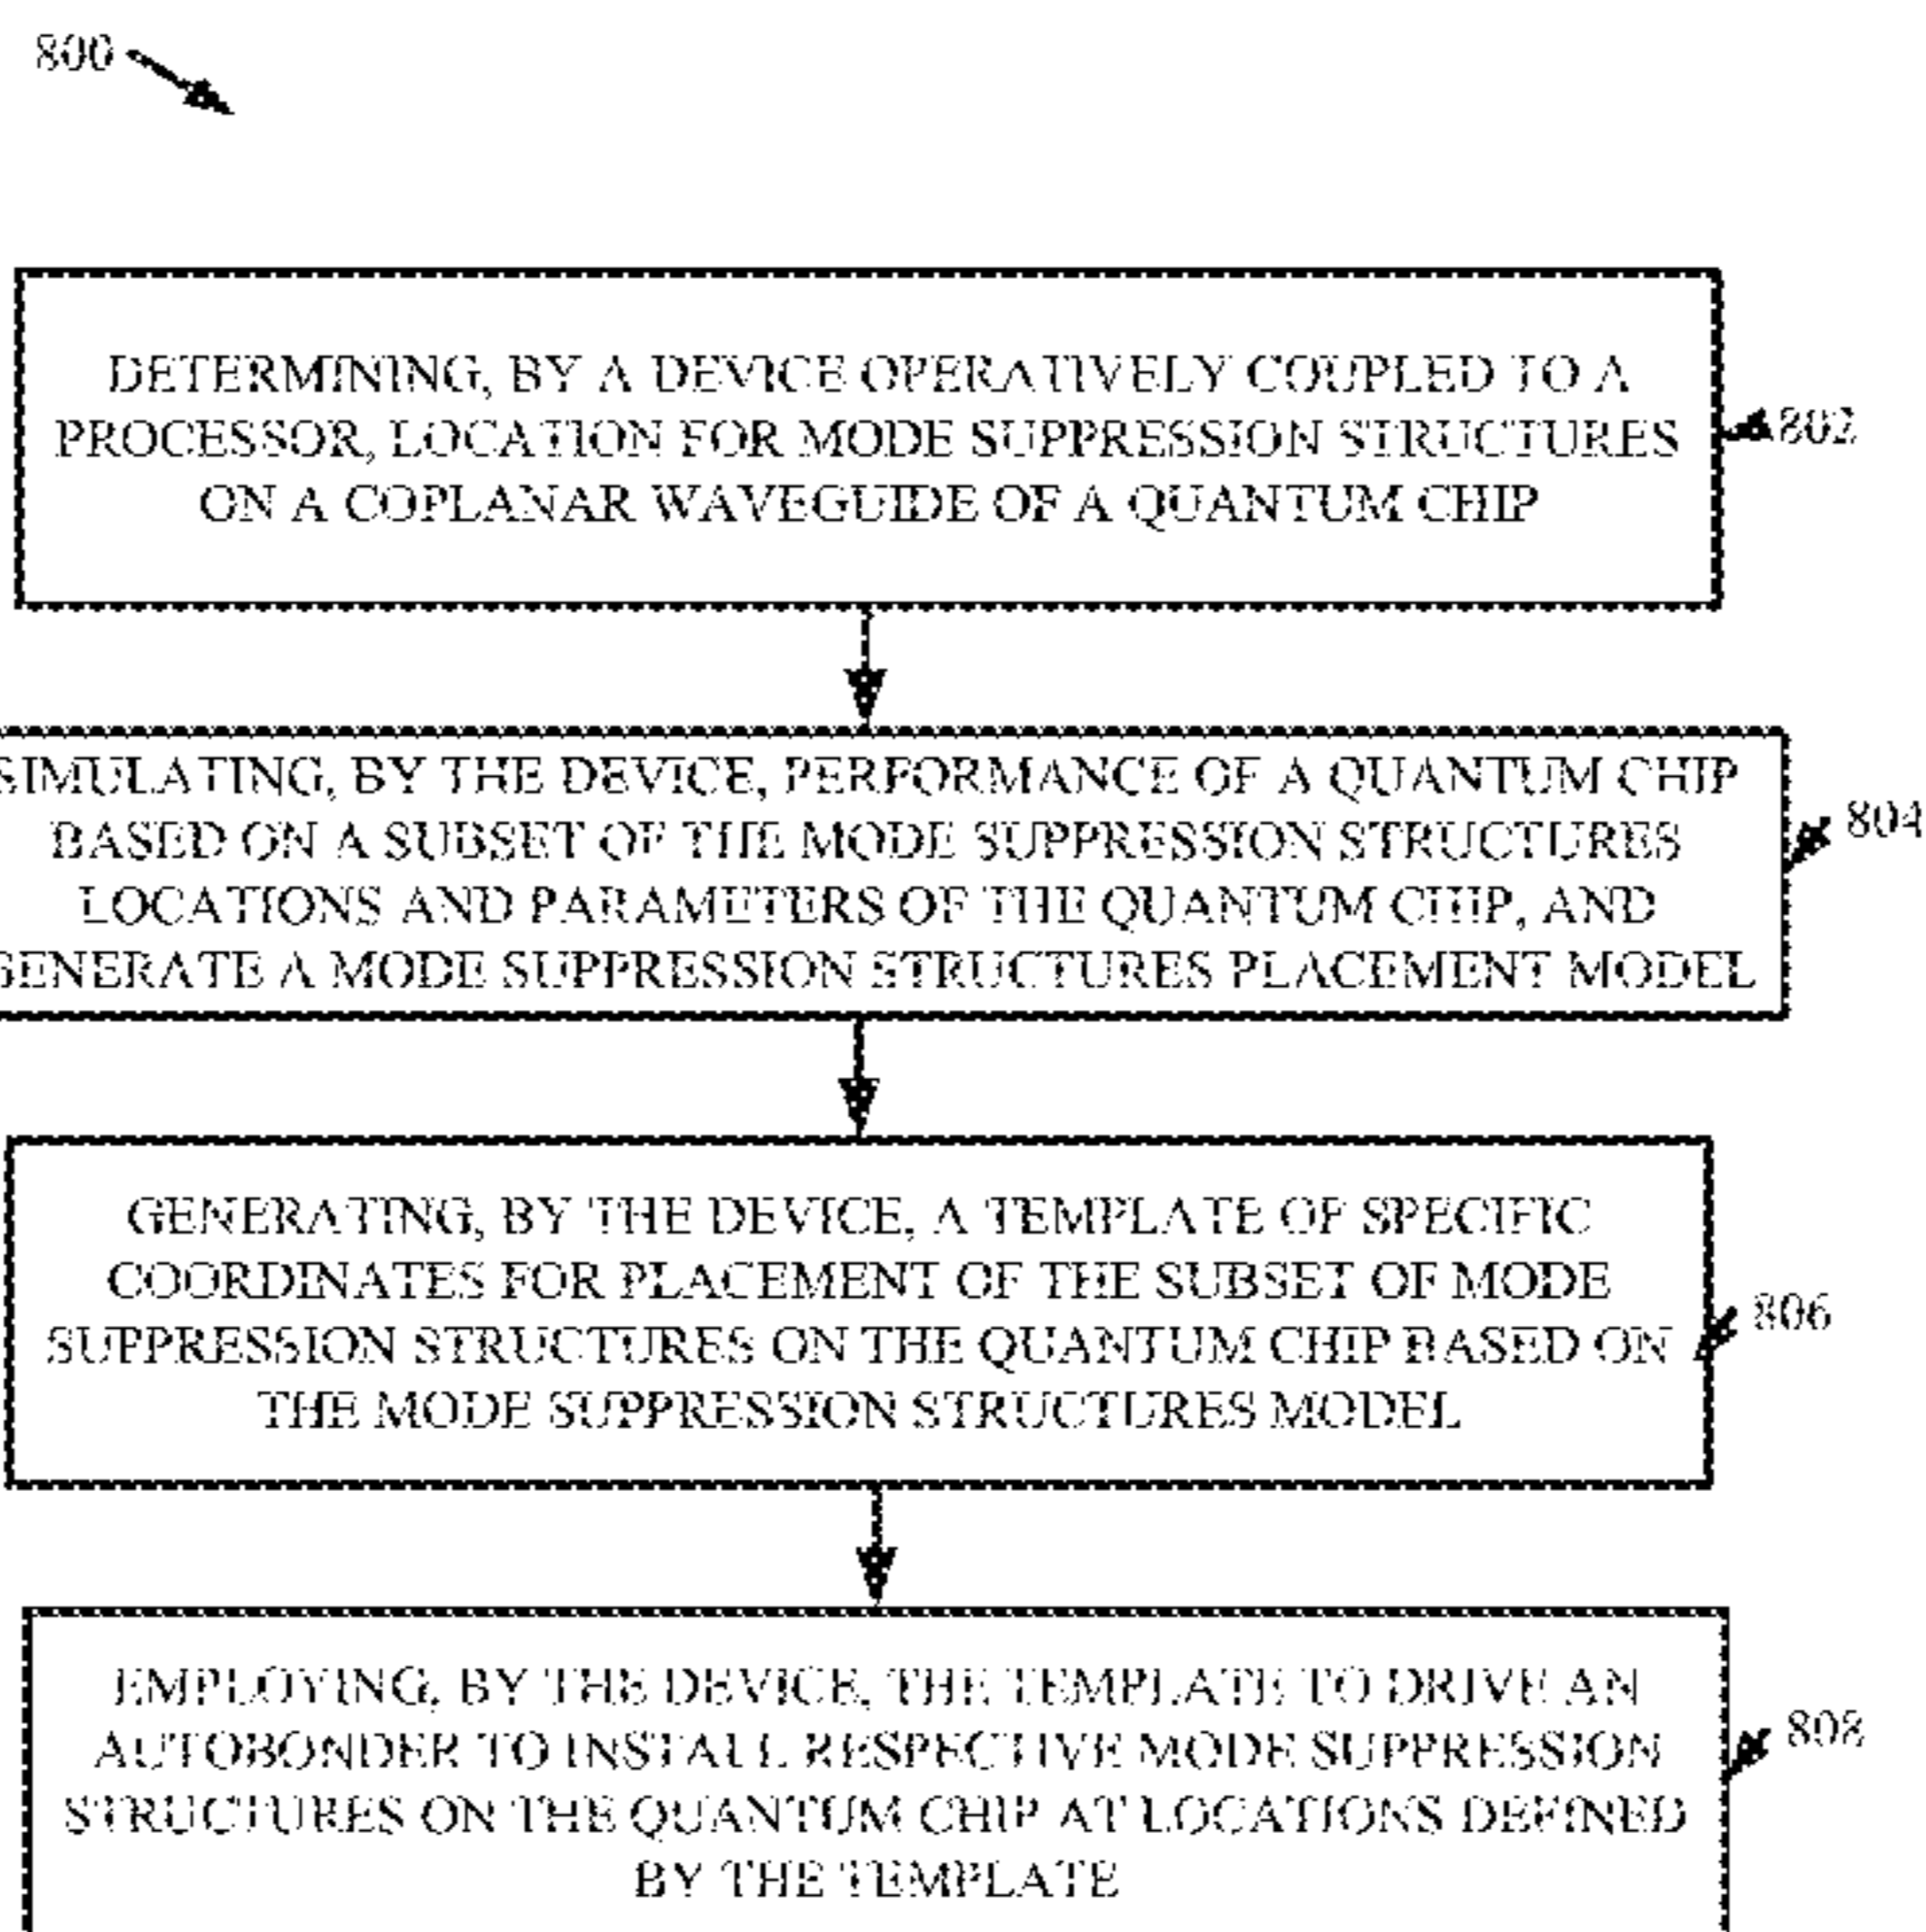 800
DETERMINING, BY A DEVICE OPERATIVELY COUPLED TO A
PROCESSOR, LOCATION FOR MODE SUPPRESSION STRUCTURES
ON A COPLANAR WAVEGUIDE OF A QUANTUM CHIP
802
SIMULATING, BY THE DEVICE, PERFORMANCE OF A QUANTUM CHIP
BASED ON A SUBSET OF THE MODE SUPPRESSION STRUCTURES
LOCATIONS AND PARAMETERS OF THE QUANTUM CHIP, AND
GENERATE A MODE SUPPRESSION STRUCTURES PLACEMENT MODEL
804
GENERATING, BY THE DEVICE, A TEMPLATE OF SPECIFIC
COORDINATES FOR PLACEMENT OF THE SUBSET OF MODE
SUPPRESSION STRUCTURES ON THE QUANTUM CHIP BASED ON
THE MODE SUPPRESSION STRUCTURES MODEL
806
EMPLOYING, BY THE DEVICE, THE TEMPLATE TO DRIVE AN
AUTOBONDER TO INSTALL RESPECTIVE MODE SUPPRESSION
STRUCTURES ON THE QUANTUM CHIP AT LOCATIONS DEFINED
BY THE TEMPLATE
808